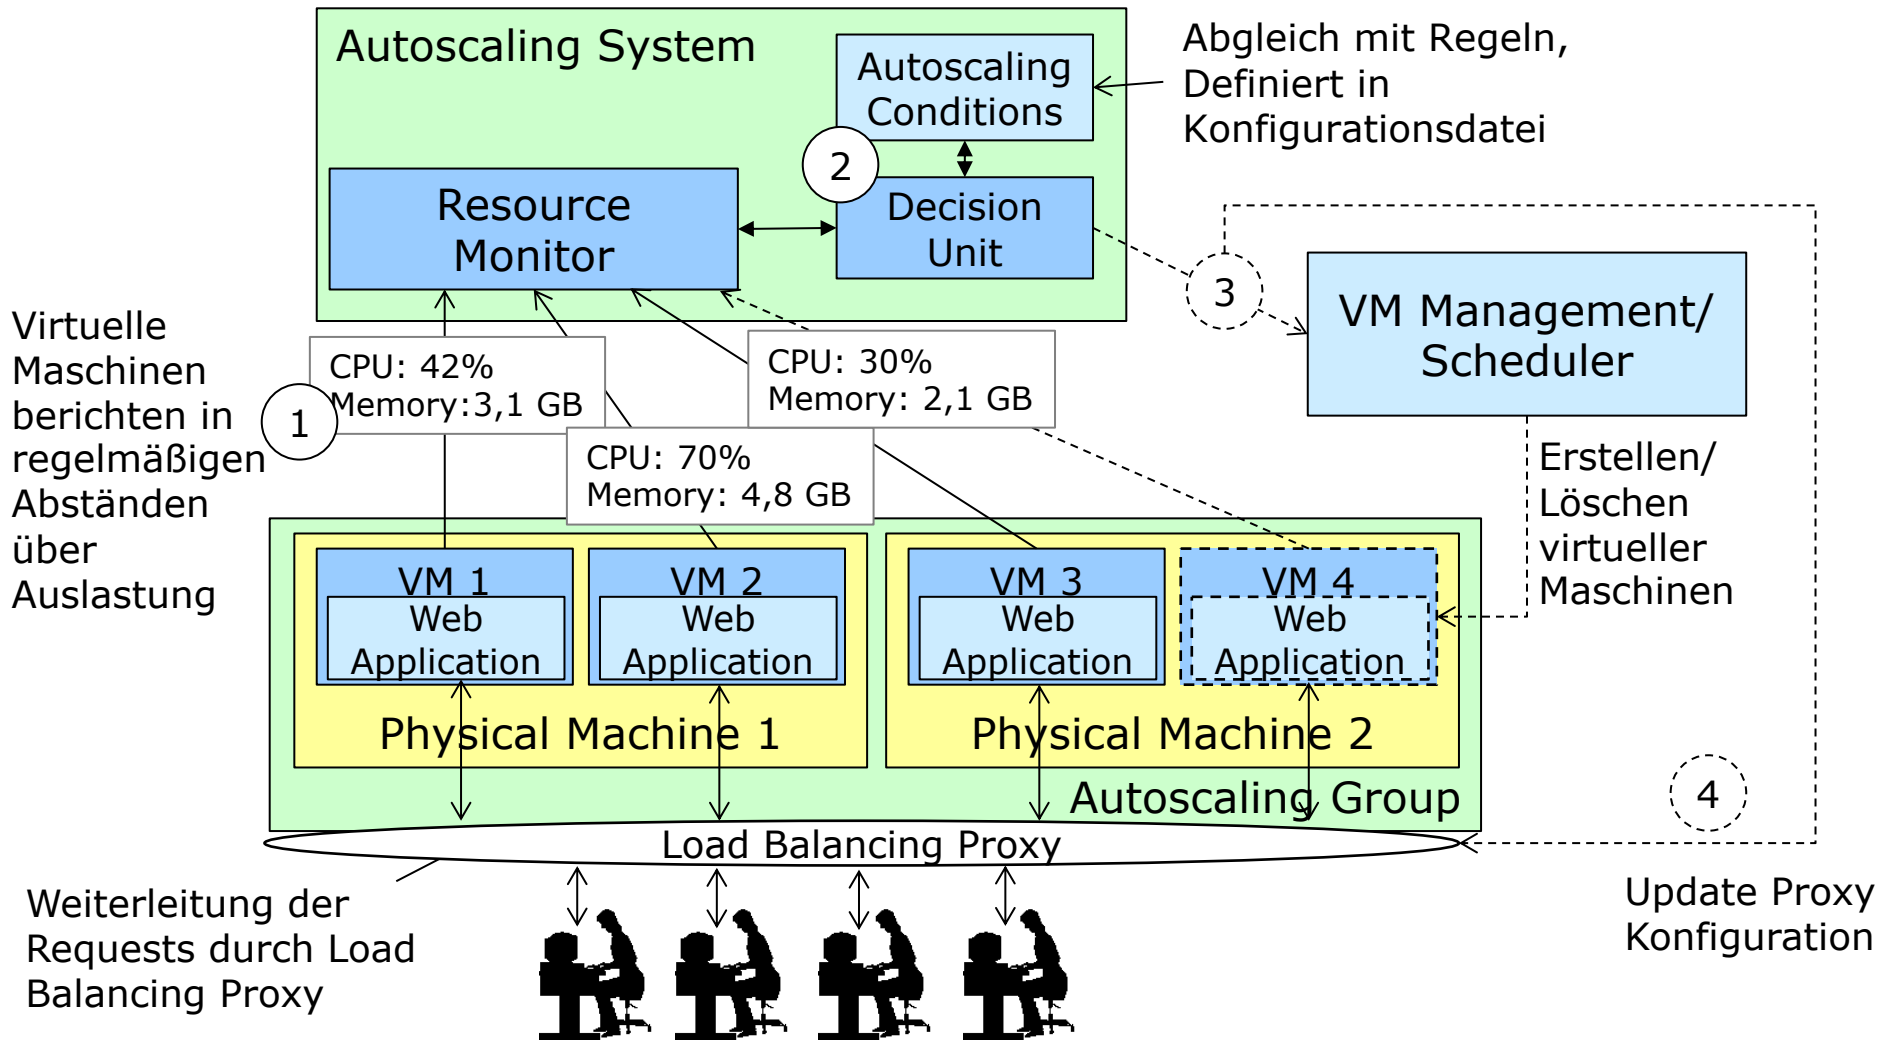 Autoscaling System
Autoscaling
Conditions
Abgleich mit Regeln,
Definiert in
Konfigurationsdatei
2
Resource
Monitor
Decision
Unit
3
VM Management/
Scheduler
Virtuelle
Maschinen
berichten in
regelmäßigen
Abständen
über
Auslastung
1
CPU: 42%
Memory:3,1 GB
CPU: 30%
Memory: 2,1 GB
CPU: 70%
Memory: 4,8 GB
Erstellen/
Löschen
virtueller
Maschinen
VM 1
Web
Application
VM 2
Web
Application
VM 3
Web
Application
VM 4
Web
Application
Physical Machine 1
Physical Machine 2
Autoscaling Group
4
Load Balancing Proxy
Weiterleitung der
Requests durch Load
Balancing Proxy
Update Proxy
Konfiguration